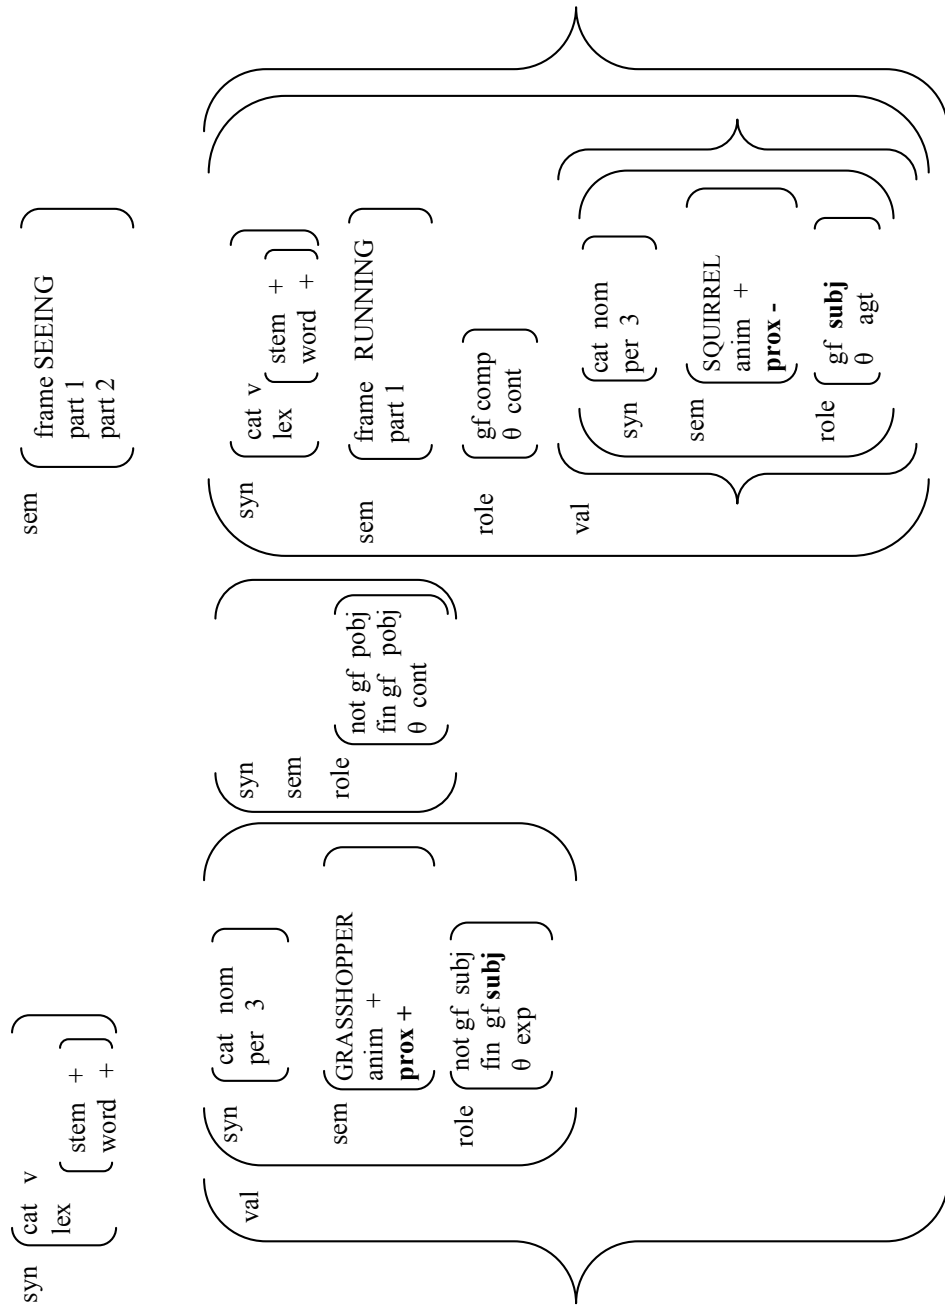 syn
cat v
lex
stem +
word +
sem
frame SEEING
part 1
part 2
val
syn
cat nom
per 3
sem
GRASSHOPPER
anim +
prox +
role
not gf subj
fin gf subj
θ exp
syn
sem
role
not gf pobj
fin gf pobj
θ cont
syn
cat v
lex
stem +
word +
sem
frame RUNNING
part 1
role
gf comp
θ cont
val
syn
cat nom
per 3
sem
SQUIRREL
anim +
prox -
role
gf subj
θ agt